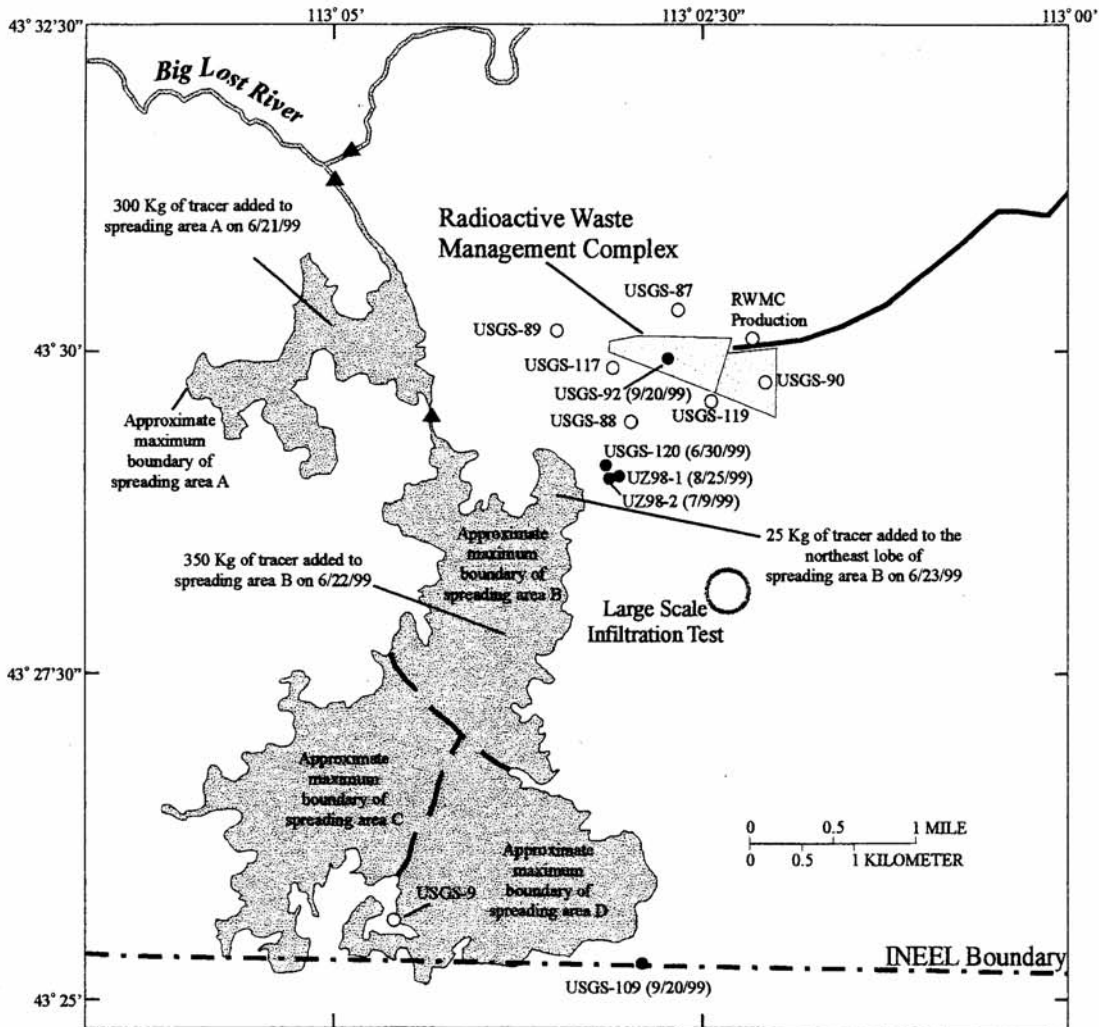 113° 05'
113° 02'30"
113° 00'
43° 32'30"
Big Lost River
300 Kg of tracer added to
spreading area A on 6/21/99
Radioactive Waste
Management Complex
USGS-87
RWMC
Production
USGS-89
43° 30'
USGS-117
USGS-90
USGS-92 (9/20/99)
USGS-119
USGS-88
Approximate
maximum
boundary of
spreading area A
USGS-120 (6/30/99)
UZ98-1 (8/25/99)
UZ98-2 (7/9/99)
Approximate
maximum
boundary of
spreading area B
25 Kg of tracer added to the
northeast lobe of
spreading area B on 6/23/99
350 Kg of tracer added to
spreading area B on 6/22/99
Large Scale
Infiltration Test
43° 27'30"
Approximate
maximum
boundary of
spreading area C
0 0.5 1 MILE
0 0.5 1 KILOMETER
Approximate
maximum
boundary of
spreading area D
USGS-9
INEEL Boundary
USGS-109 (9/20/99)
43° 25'